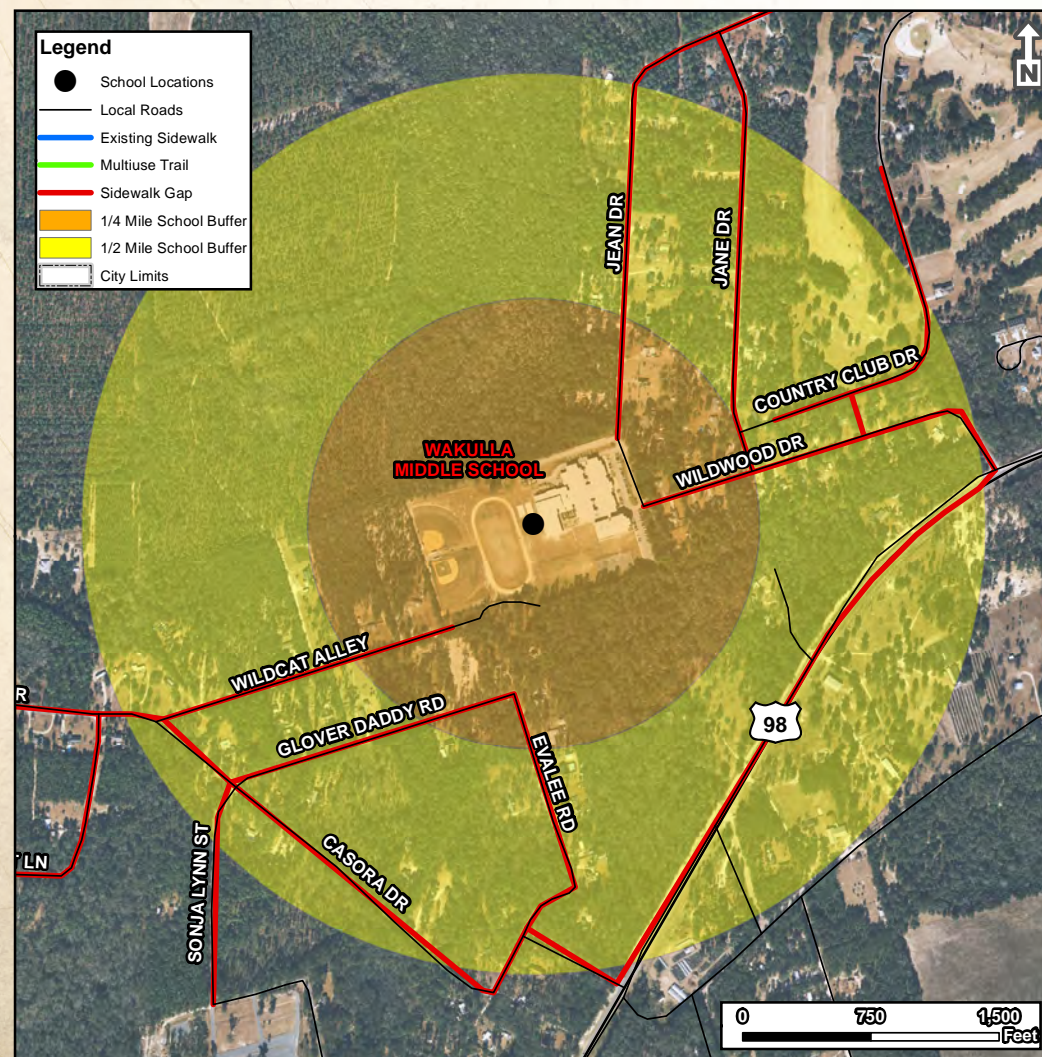 Legend
School Locations
Local Roads
Existing Sidewalk
Multiuse Trail
Sidewalk Gap
1/4 Mile School Buffer
1/2 Mile School Buffer
City Limits
N
JEAN DR
JANE DR
COUNTRY CLUB DR
WILDWOOD DR
WAKULLA
MIDDLE SCHOOL
WILDCAT ALLEY
R
GLOVER DADDY RD
98
EVALEE RD
CASORA DR
SONJA LYNN ST
LN
0 750 1,500
Feet